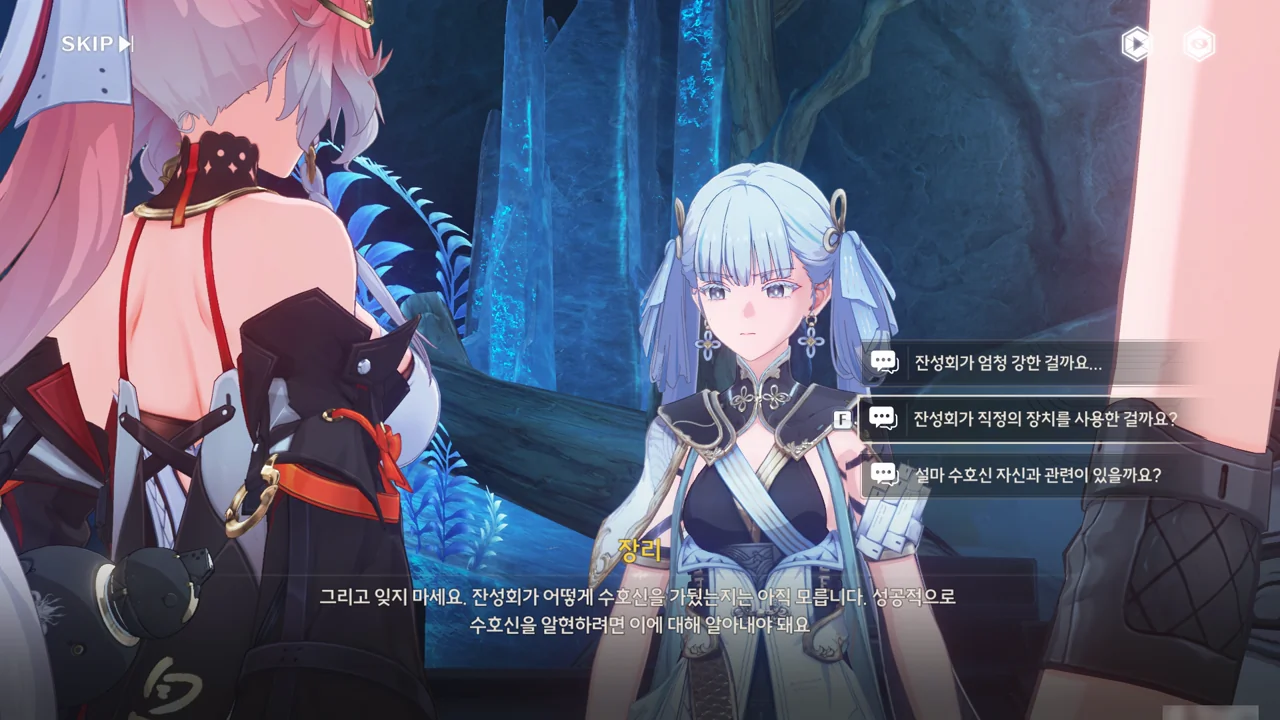 SKIP
잔성회가 엄청 강한 걸까요...
F
잔성회가 직정의 장치를 사용한 걸까요?
설마 수호신 자신과 관련이 있을까요?
장리
그리고 잊지 마세요. 잔성회가 어떻게 수호신을 가뒀는지는 아직 모릅니다. 성공적으로
수호신을 알현하려면 이에 대해 알아내야 돼요